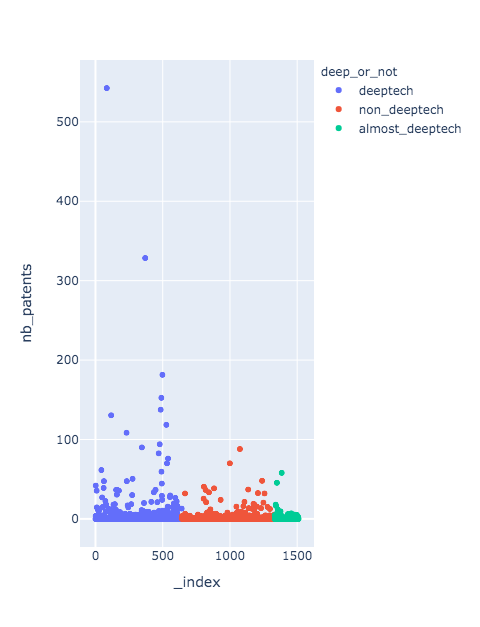 deep_or_not
deeptech
non_deeptech
almost_deeptech
500
400
300
200
100
0
nb_patents
0
500
1000
1500
_index